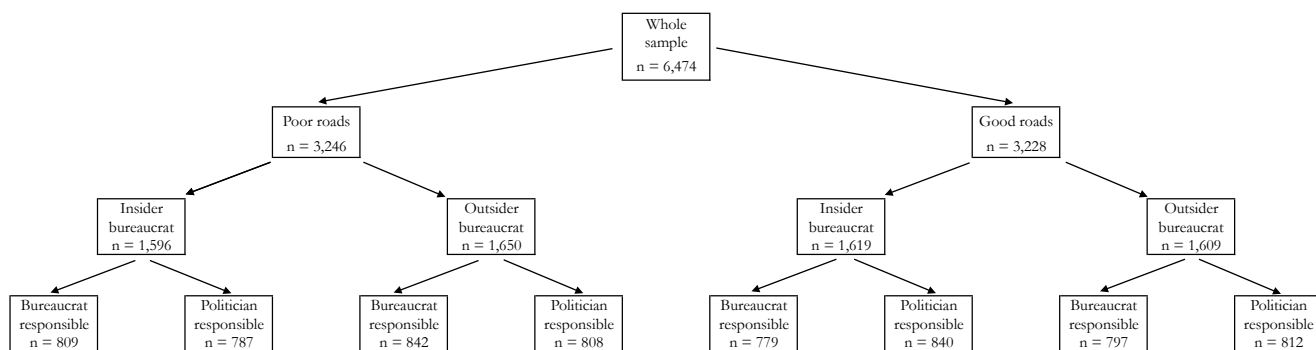 Whole
sample
n = 6,474
Poor roads
n = 3,246
Good roads
n = 3,228
Insider
bureaucrat
n = 1,596
Outsider
bureaucrat
n = 1,650
Insider
bureaucrat
n = 1,619
Outsider
bureaucrat
n = 1,609
Bureaucrat
responsible
n = 809
Politician
responsible
n = 787
Bureaucrat
responsible
n = 842
Politician
responsible
n = 808
Bureaucrat
responsible
n = 779
Politician
responsible
n = 840
Bureaucrat
responsible
n = 797
Politician
responsible
n = 812